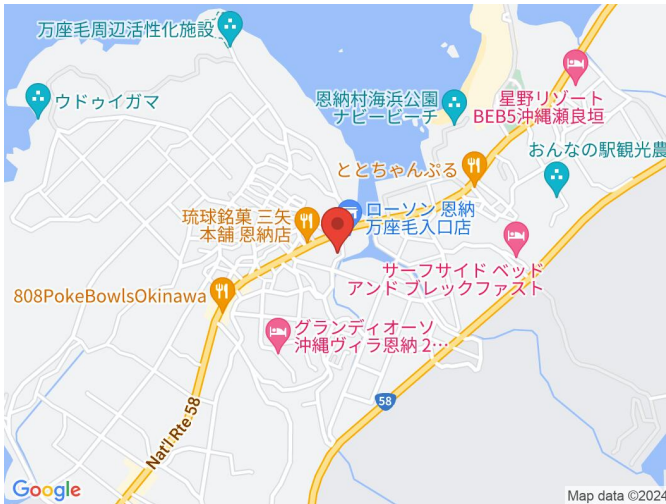 万座毛周辺活性化施設
ウドゥイガマ
恩納村海浜公園
ナビービーチ
星野リゾート
BEB5沖縄瀬良垣
ととちゃんぷる
おんなの駅観光農
琉球銘菓 三矢
本舗 恩納店
ローソン 恩納
万座毛入口店
サーフサイド ベッド
アンド ブレックファスト
808PokeBowlsOkinawa
グランディオーソ
沖縄ヴィラ恩納 2…
58
Nat'l Rte 58
Google
Map data ©2024